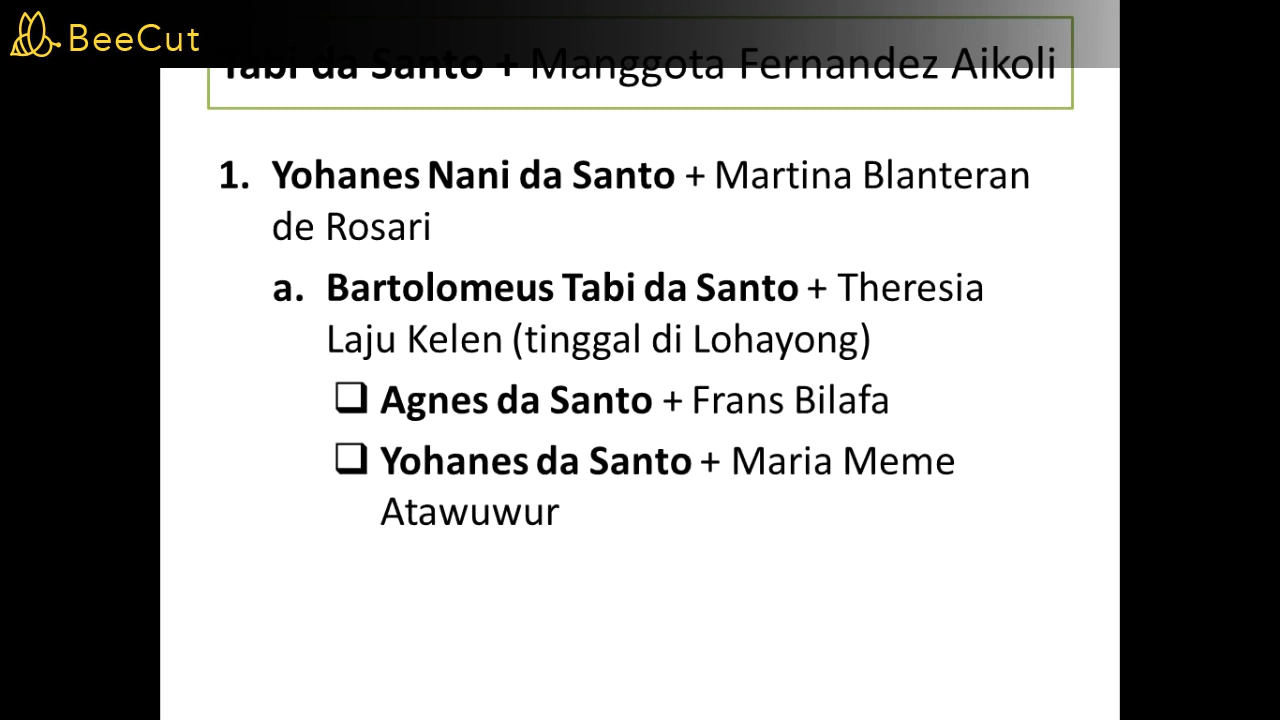 BeeCut
Tabi da Santo + Manggota Fernandez Aikoli
1. Yohanes Nani da Santo + Martina Blanteran
de Rosari
a. Bartolomeus Tabi da Santo + Theresia
Laju Kelen (tinggal di Lohayong)
❑ Agnes da Santo + Frans Bilafa
❑ Yohanes da Santo + Maria Meme
Atawuwur